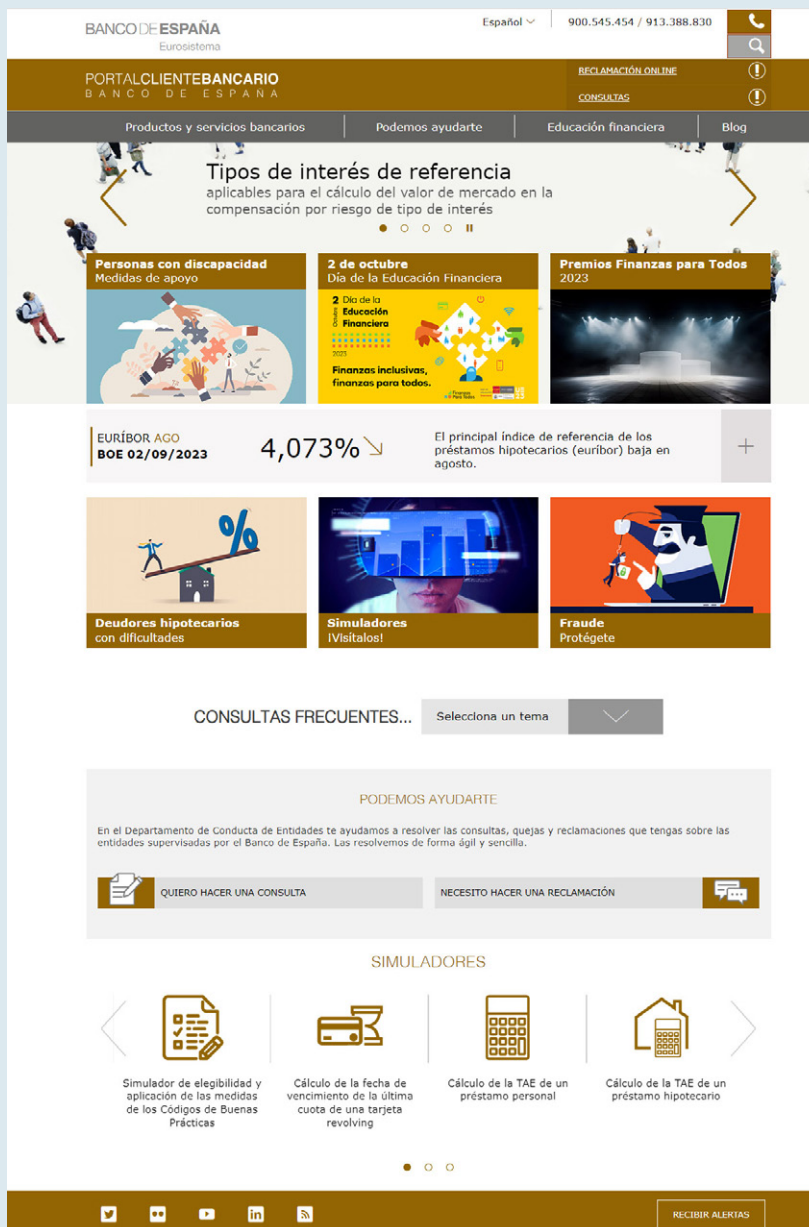 BANCO DE ESPAÑA
Eurosistema
Español
900.545.454 / 913.388.830
PORTALCLIENTEBANCARIO
BANCO DE ESPAÑA
RECLAMACIÓN ONLINE
CONSULTAS
Productos y servicios bancarios
Podemos ayudarte
Educación financiera
Blog
Tipos de interés de referencia
aplicables para el cálculo del valor de mercado en la
compensación por riesgo de tipo de interés
Personas con discapacidad
Medidas de apoyo
2 de octubre
Día de la Educación Financiera
2 Día de la
Octubre
Educación
Financiera
2023
Finanzas inclusivas,
finanzas para todos.
Finanzas
Para Todos
Premios Finanzas para Todos
2023
EURÍBOR AGO
BOE 02/09/2023
4,073%
El principal índice de referencia de los
préstamos hipotecarios (euríbor) baja en
agosto.
+
%
Deudores hipotecarios
con dificultades
Simuladores
¡Visítalos!
Fraude
Protégete
CONSULTAS FRECUENTES...
Selecciona un tema
PODEMOS AYUDARTE
En el Departamento de Conducta de Entidades te ayudamos a resolver las consultas, quejas y reclamaciones que tengas sobre las
entidades supervisadas por el Banco de España. Las resolvemos de forma ágil y sencilla.
QUIERO HACER UNA CONSULTA
NECESITO HACER UNA RECLAMACIÓN
SIMULADORES
Simulador de elegibilidad y
aplicación de las medidas
de los Códigos de Buenas
Prácticas
Cálculo de la fecha de
vencimiento de la última
cuota de una tarjeta
revolving
Cálculo de la TAE de un
préstamo personal
Cálculo de la TAE de un
préstamo hipotecario
RECIBIR ALERTAS